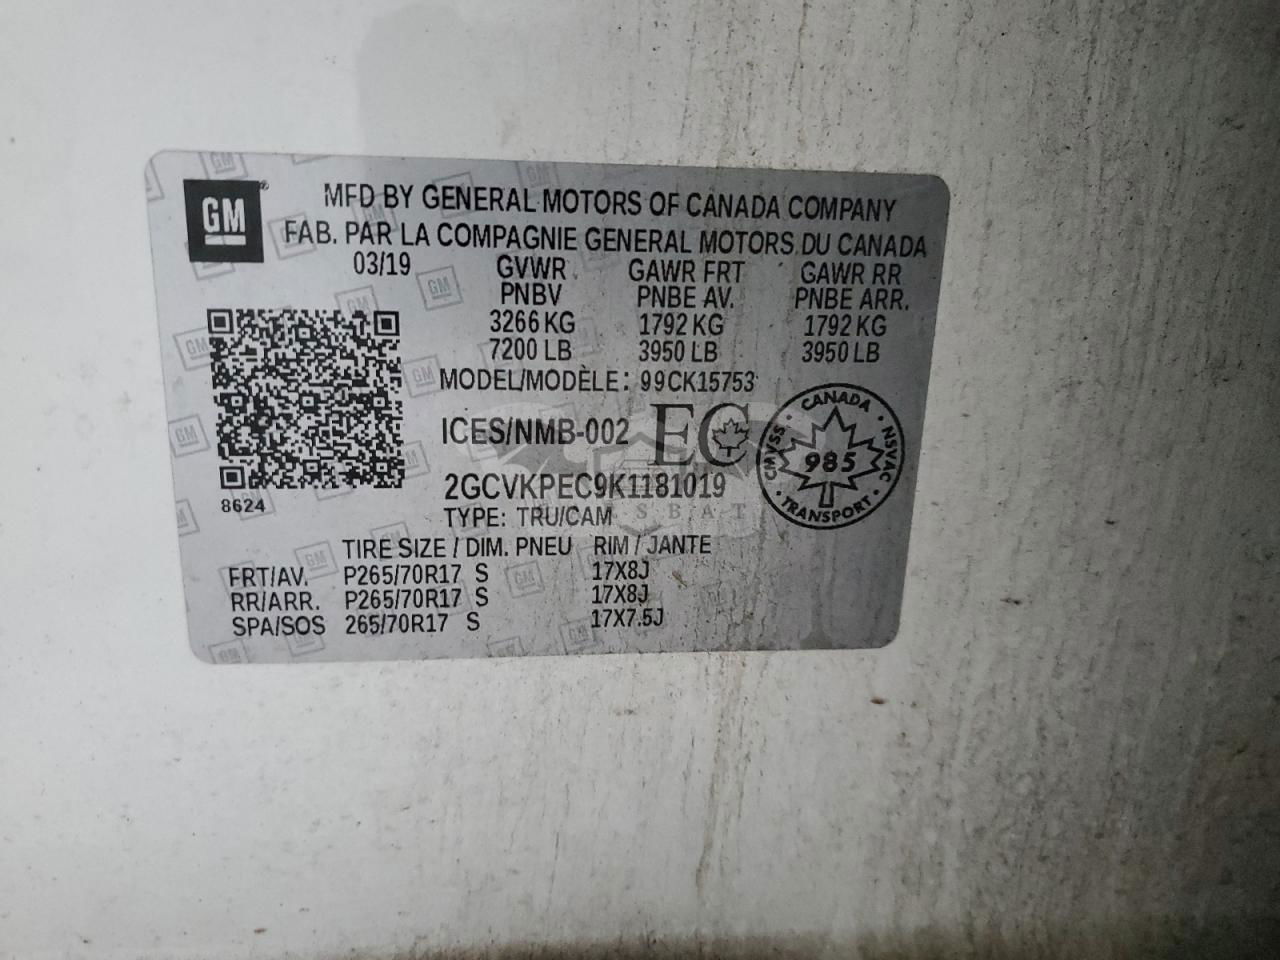 GM
MFD BY GENERAL MOTORS OF CANADA COMPANY
FAB. PAR LA COMPAGNIE GENERAL MOTORS DU CANADA
03/19 GVWR GAWR FRT GAWR RR
PNBV PNBE AV. PNBE ARR.
3266 KG 1792 KG 1792 KG
7200 LB 3950 LB 3950 LB
MODEL/MODÈLE: 99CK15753
ICES/NMB-002 EC
CANADA CMVSS NSVAC 985 TRANSPORT
2GCVKPEC9K1181019
8624
TYPE: TRU/CAM
TIRE SIZE / DIM. PNEU RIM / JANTE
FRT/AV. P265/70R17 S 17X8J
RR/ARR. P265/70R17 S 17X8J
SPA/SOS 265/70R17 S 17X7.5J